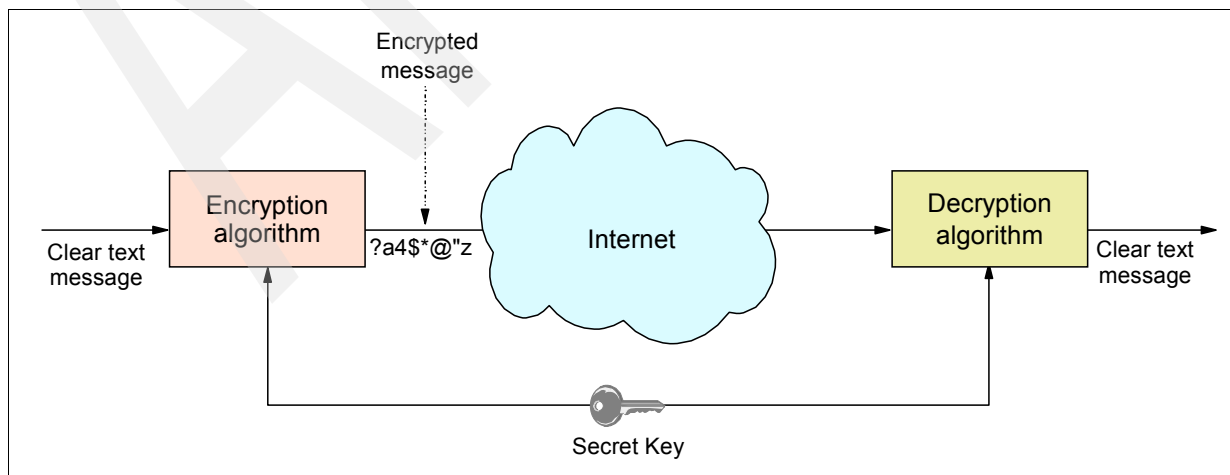 Encrypted
message
Encryption
algorithm
Decryption
algorithm
Internet
Clear text
message
?a4$*@"z
Clear text
message
Secret Key